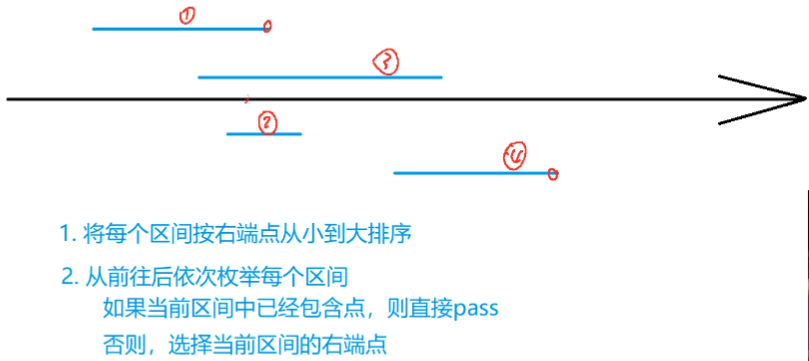 ①
③
②
④
1. 将每个区间按右端点从小到大排序
2. 从前往后依次枚举每个区间
如果当前区间中已经包含点，则直接pass
否则，选择当前区间的右端点